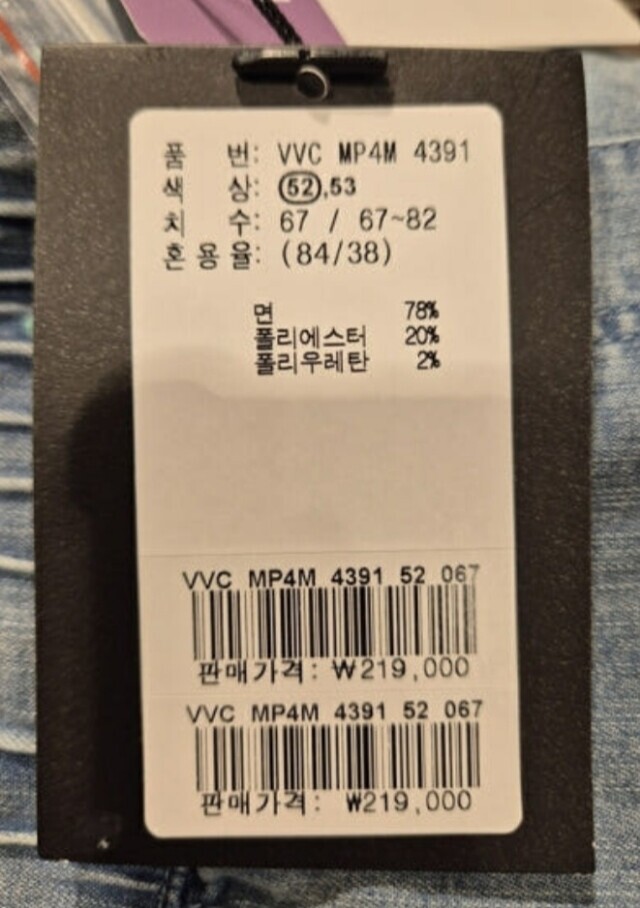 품 번: VVC MP4M 4391
색 상: 52,53
치 수: 67 / 67~82
혼용율: (84/38)
면 78%
폴리에스터 20%
폴리우레탄 2%
VVC MP4M 4391 52 067
판매가격: ₩219,000
VVC MP4M 4391 52 067
판매가격: ₩219,000